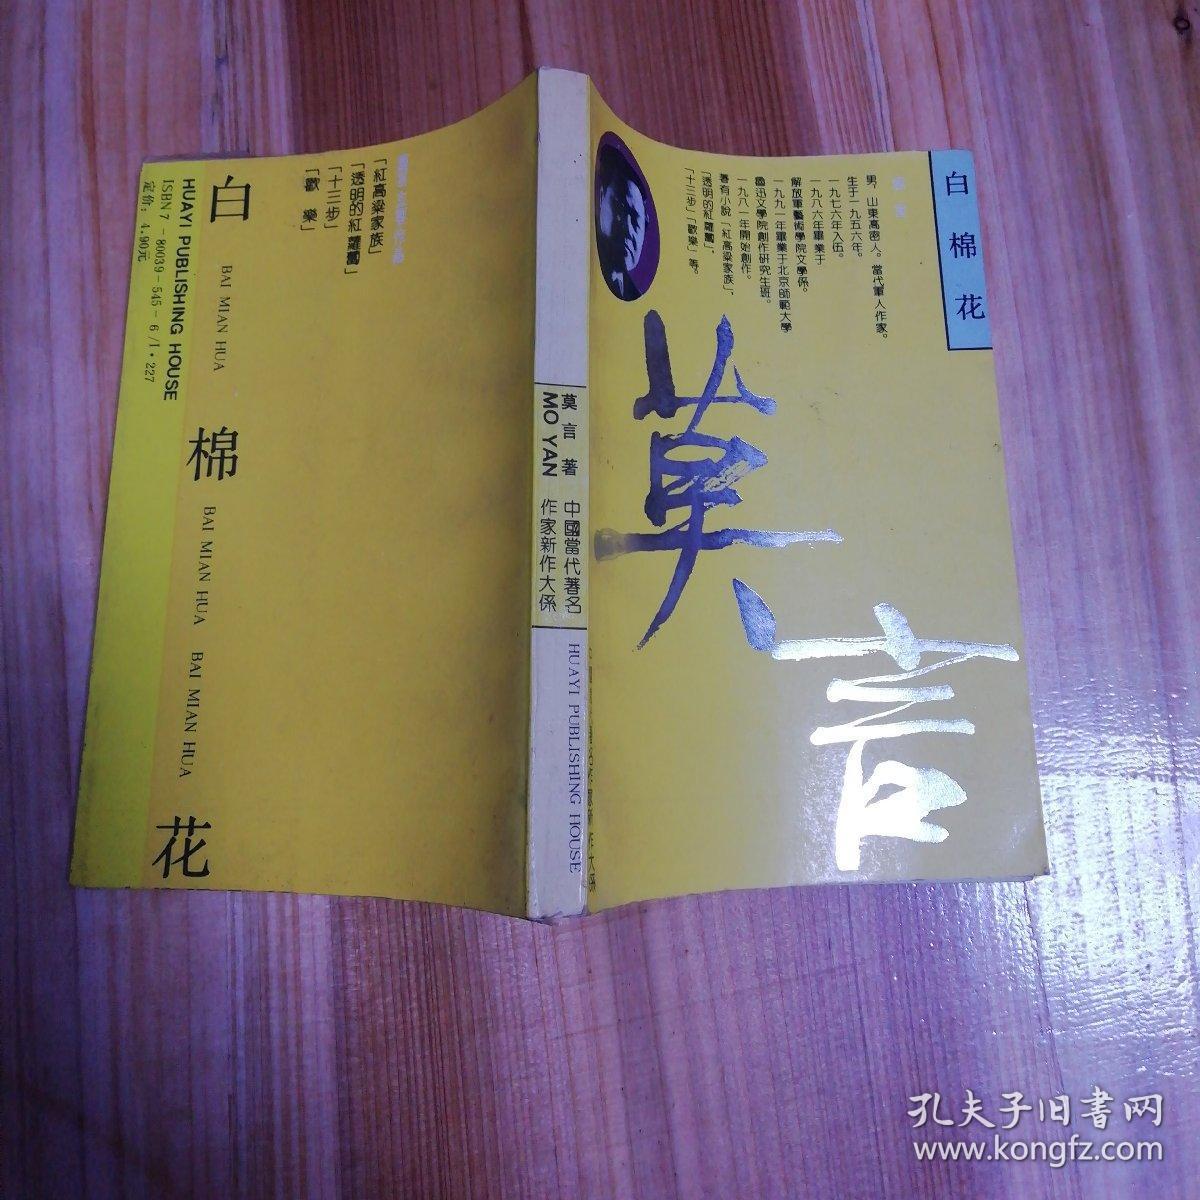 白棉花
莫言
男，山東高密人。當代軍人作家。
生于一九五六年。
一九七六年入伍。
一九八六年畢業于
解放軍藝術學院文學係。
一九九一年畢業于北京師範大學
魯迅文學院創作研究生班。
一九八一年開始創作。
著有小說「紅高粱家族」、
「透明的紅蘿蔔」、
「十三步」「歡樂」等。
莫言 著
MO YAN
中國當代著名
作家新作大係
HUAYI PUBLISHING HOUSE
「紅高粱家族」
「透明的紅蘿蔔」
「十三步」
「歡樂」
白棉花
BAI MIAN HUA
BAI MIAN HUA
BAI MIAN HUA
HUAYI PUBLISHING HOUSE
ISBN 7-80039-545-6/I·227
定价：4.90元
孔夫子旧書网
www.kongfz.com